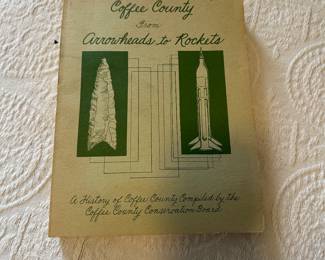 Coffee County
from
Arrowheads to Rockets
A History of Coffee County Compiled by the
Coffee County Conservation Board